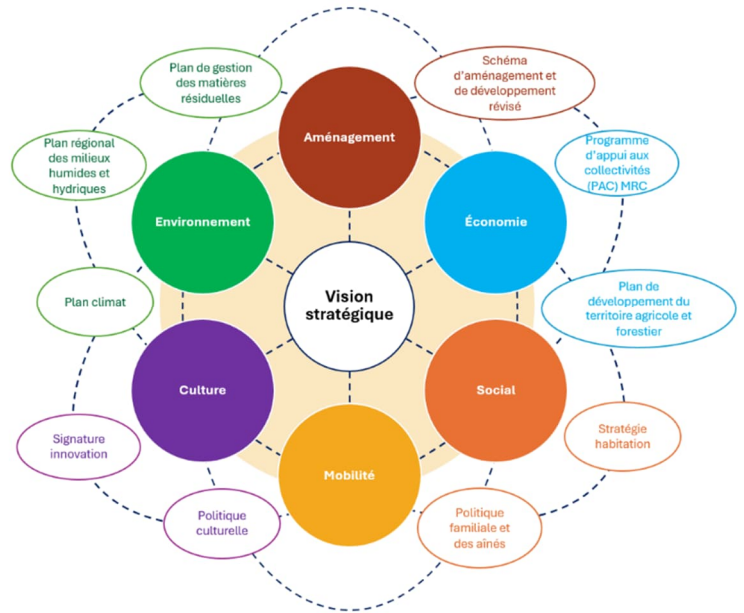 Plan de gestion
des matières
résiduelles
Schéma
d'aménagement et
de développement
révisé
Aménagement
Plan régional
des milieux
humides et
hydriques
Programme
d'appui aux
collectivités
(PAC) MRC
Environnement
Économie
Plan climat
Vision
stratégique
Plan de
développement du
territoire agricole et
forestier
Culture
Social
Signature
innovation
Stratégie
habitation
Mobilité
Politique
culturelle
Politique
familiale et
des aînés